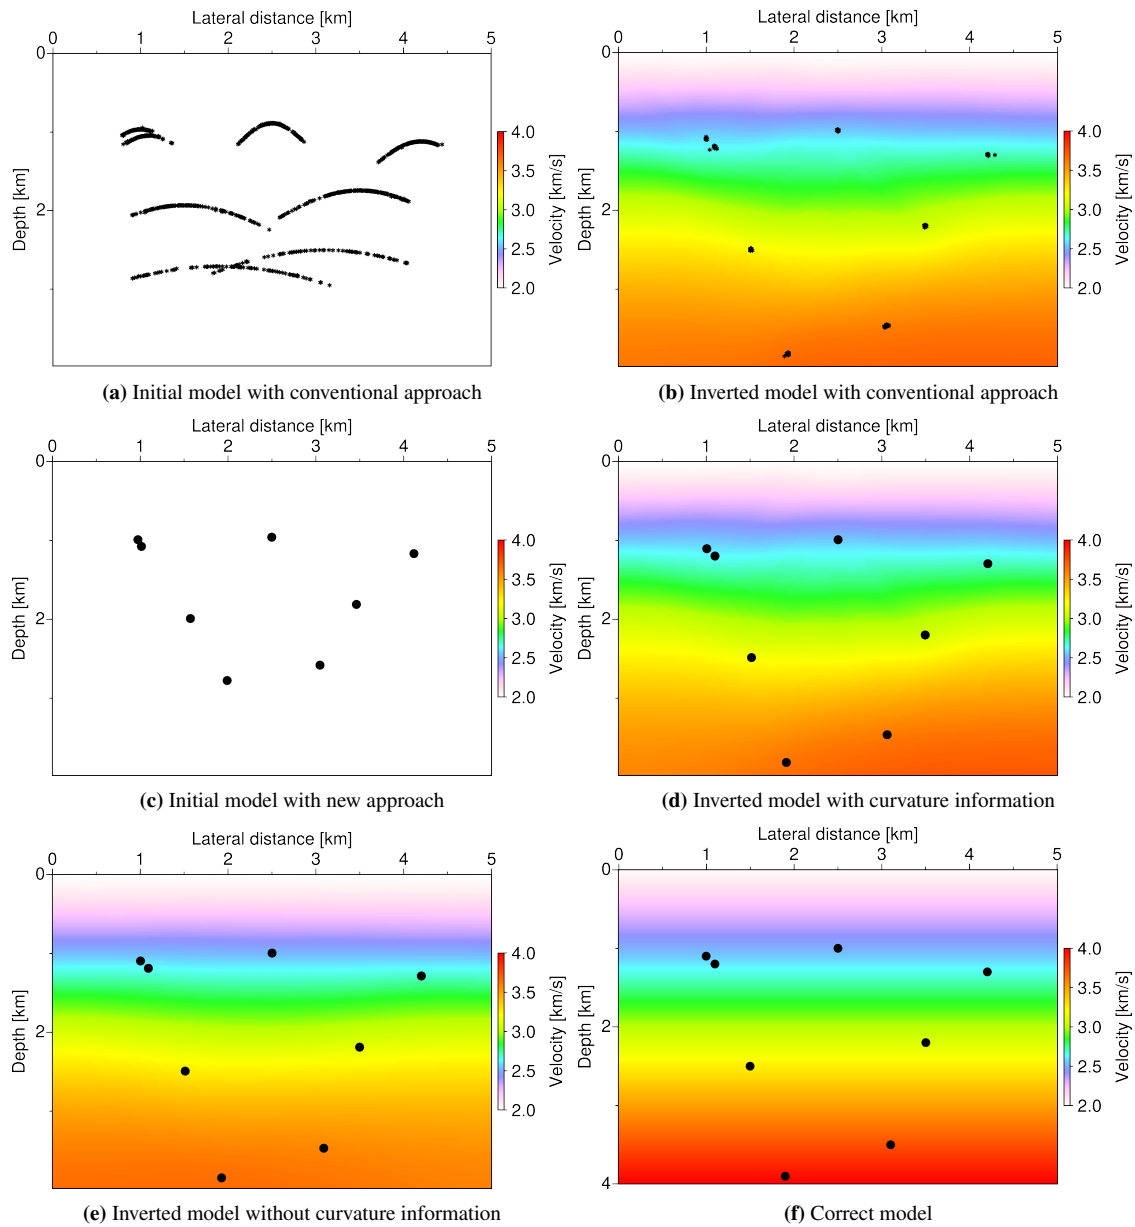 Lateral distance [km]
0 1 2 3 4 5
0
2
Depth [km]
4.0
3.5
3.0
2.5
2.0
Velocity [km/s]
(a) Initial model with conventional approach
Lateral distance [km]
0 1 2 3 4 5
0
2
Depth [km]
4.0
3.5
3.0
2.5
2.0
Velocity [km/s]
(b) Inverted model with conventional approach
Lateral distance [km]
0 1 2 3 4 5
0
2
Depth [km]
4.0
3.5
3.0
2.5
2.0
Velocity [km/s]
(c) Initial model with new approach
Lateral distance [km]
0 1 2 3 4 5
0
2
Depth [km]
4.0
3.5
3.0
2.5
2.0
Velocity [km/s]
(d) Inverted model with curvature information
Lateral distance [km]
0 1 2 3 4 5
0
2
Depth [km]
4.0
3.5
3.0
2.5
2.0
Velocity [km/s]
(e) Inverted model without curvature information
Lateral distance [km]
0 1 2 3 4 5
0
2
4
Depth [km]
4.0
3.5
3.0
2.5
2.0
Velocity [km/s]
(f) Correct model